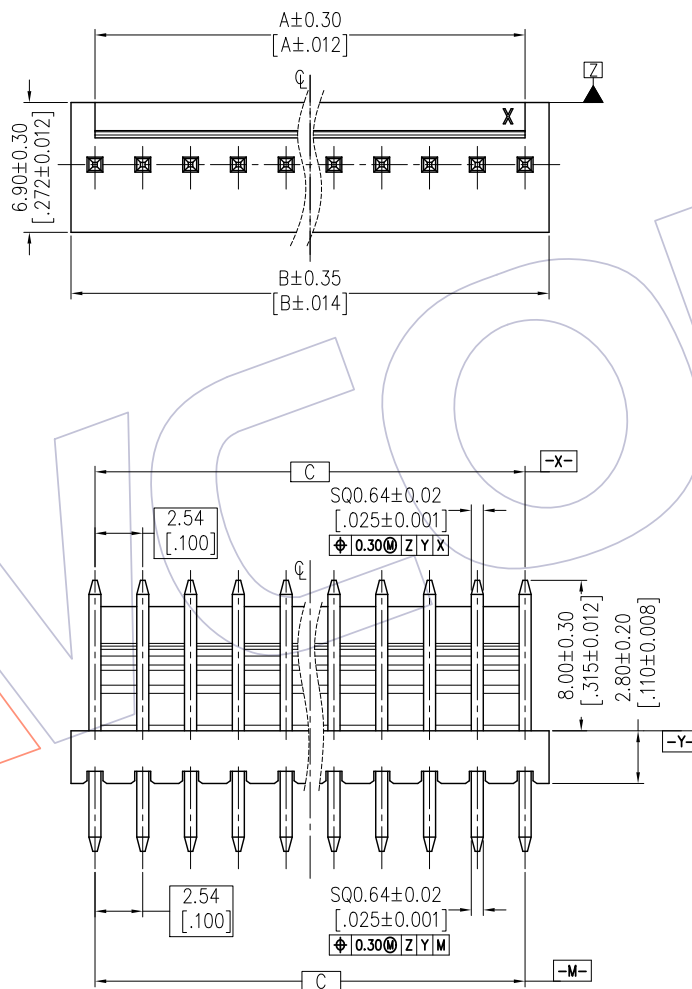 A±0.30
[A±.012]
℄
Z
X
6.90±0.30
[.272±0.012]
B±0.35
[B±.014]
C
-X-
2.54
[.100]
SQ0.64±0.02
[.025±0.001]
⌖ 0.30Ⓜ Z Y X
℄
8.00±0.30
[.315±0.012]
2.80±0.20
[.110±0.008]
-Y-
2.54
[.100]
SQ0.64±0.02
[.025±0.001]
⌖ 0.30Ⓜ Z Y M
C
-M-